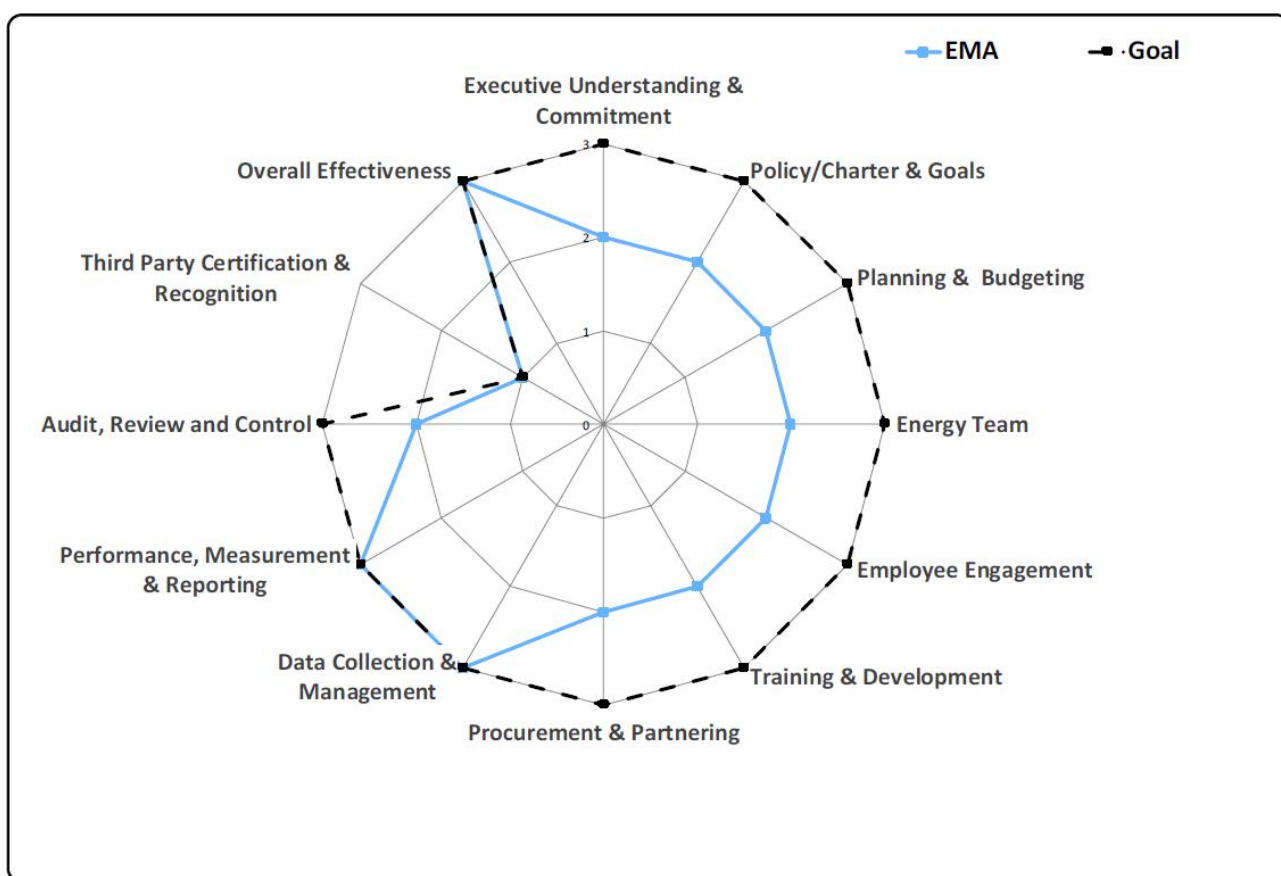 EMA
Goal
Executive Understanding &
Commitment
3
Policy/Charter & Goals
Overall Effectiveness
2
Third Party Certification &
Recognition
Planning &  Budgeting
1
Audit, Review and Control
0
Energy Team
Performance, Measurement
& Reporting
Employee Engagement
Data Collection &
Management
Training & Development
Procurement & Partnering